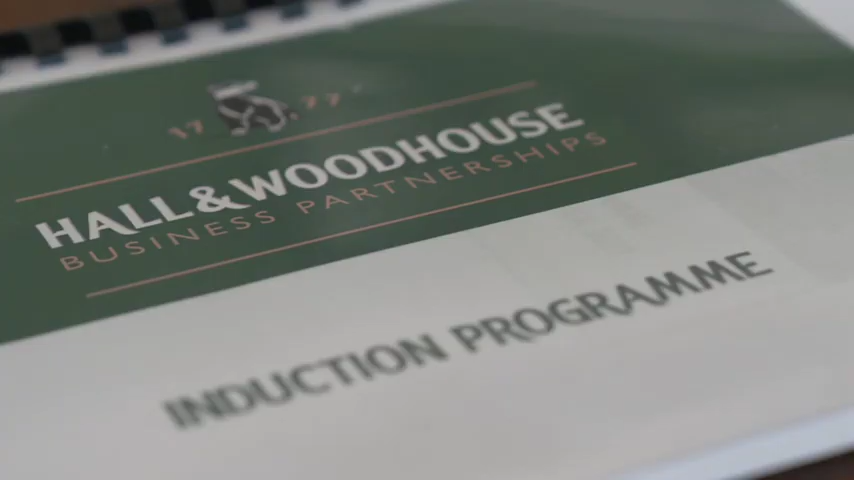 17 77
HALL&WOODHOUSE
BUSINESS PARTNERSHIPS
INDUCTION PROGRAMME